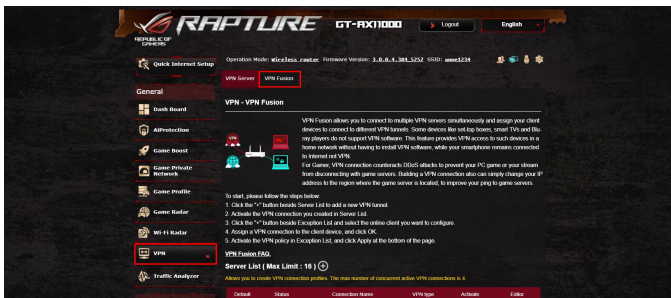 RAPTURE GT-AX11000 Logout English
REPUBLIC OF
GAMERS
Quick Internet Setup
Operation Mode: Wireless router Firmware Version: 3.0.0.4.384_5252 SSID: anne1234
General
VPN Server VPN Fusion
Dash Board
AiProtection
Game Boost
Game Private
Network
Game Profile
Game Radar
Wi-Fi Radar
VPN
Traffic Analyzer
VPN - VPN Fusion
VPN Fusion allows you to connect to multiple VPN servers simultaneously and assign your client
devices to connect to different VPN tunnels. Some devices like set-top boxes, smart TVs and Blu-
ray players do not support VPN software. This feature provides VPN access to such devices in a
home network without having to install VPN software, while your smartphone remains connected
to Internet not VPN.
For Gamer, VPN connection counteracts DDoS attacks to prevent your PC game or your stream
from disconnecting with game servers. Building a VPN connection also can simply change your IP
address to the region where the game server is located, to improve your ping to game servers.
VPN
To start, please follow the steps below:
1. Click the "+" button beside Server List to add a new VPN tunnel.
2. Activate the VPN connection you created in Server List.
3. Click the "+" button beside Exception List and select the online client you want to configure.
4. Assign a VPN connection to the client device, and click OK.
5. Activate the VPN policy in Exception List, and click Apply at the bottom of the page.
VPN Fusion FAQ.
Server List ( Max Limit : 16 )
Allows you to create VPN connection profiles. The max number of concurrent active VPN connections is 4.
Default Status Connection Name VPN type Activate Editor